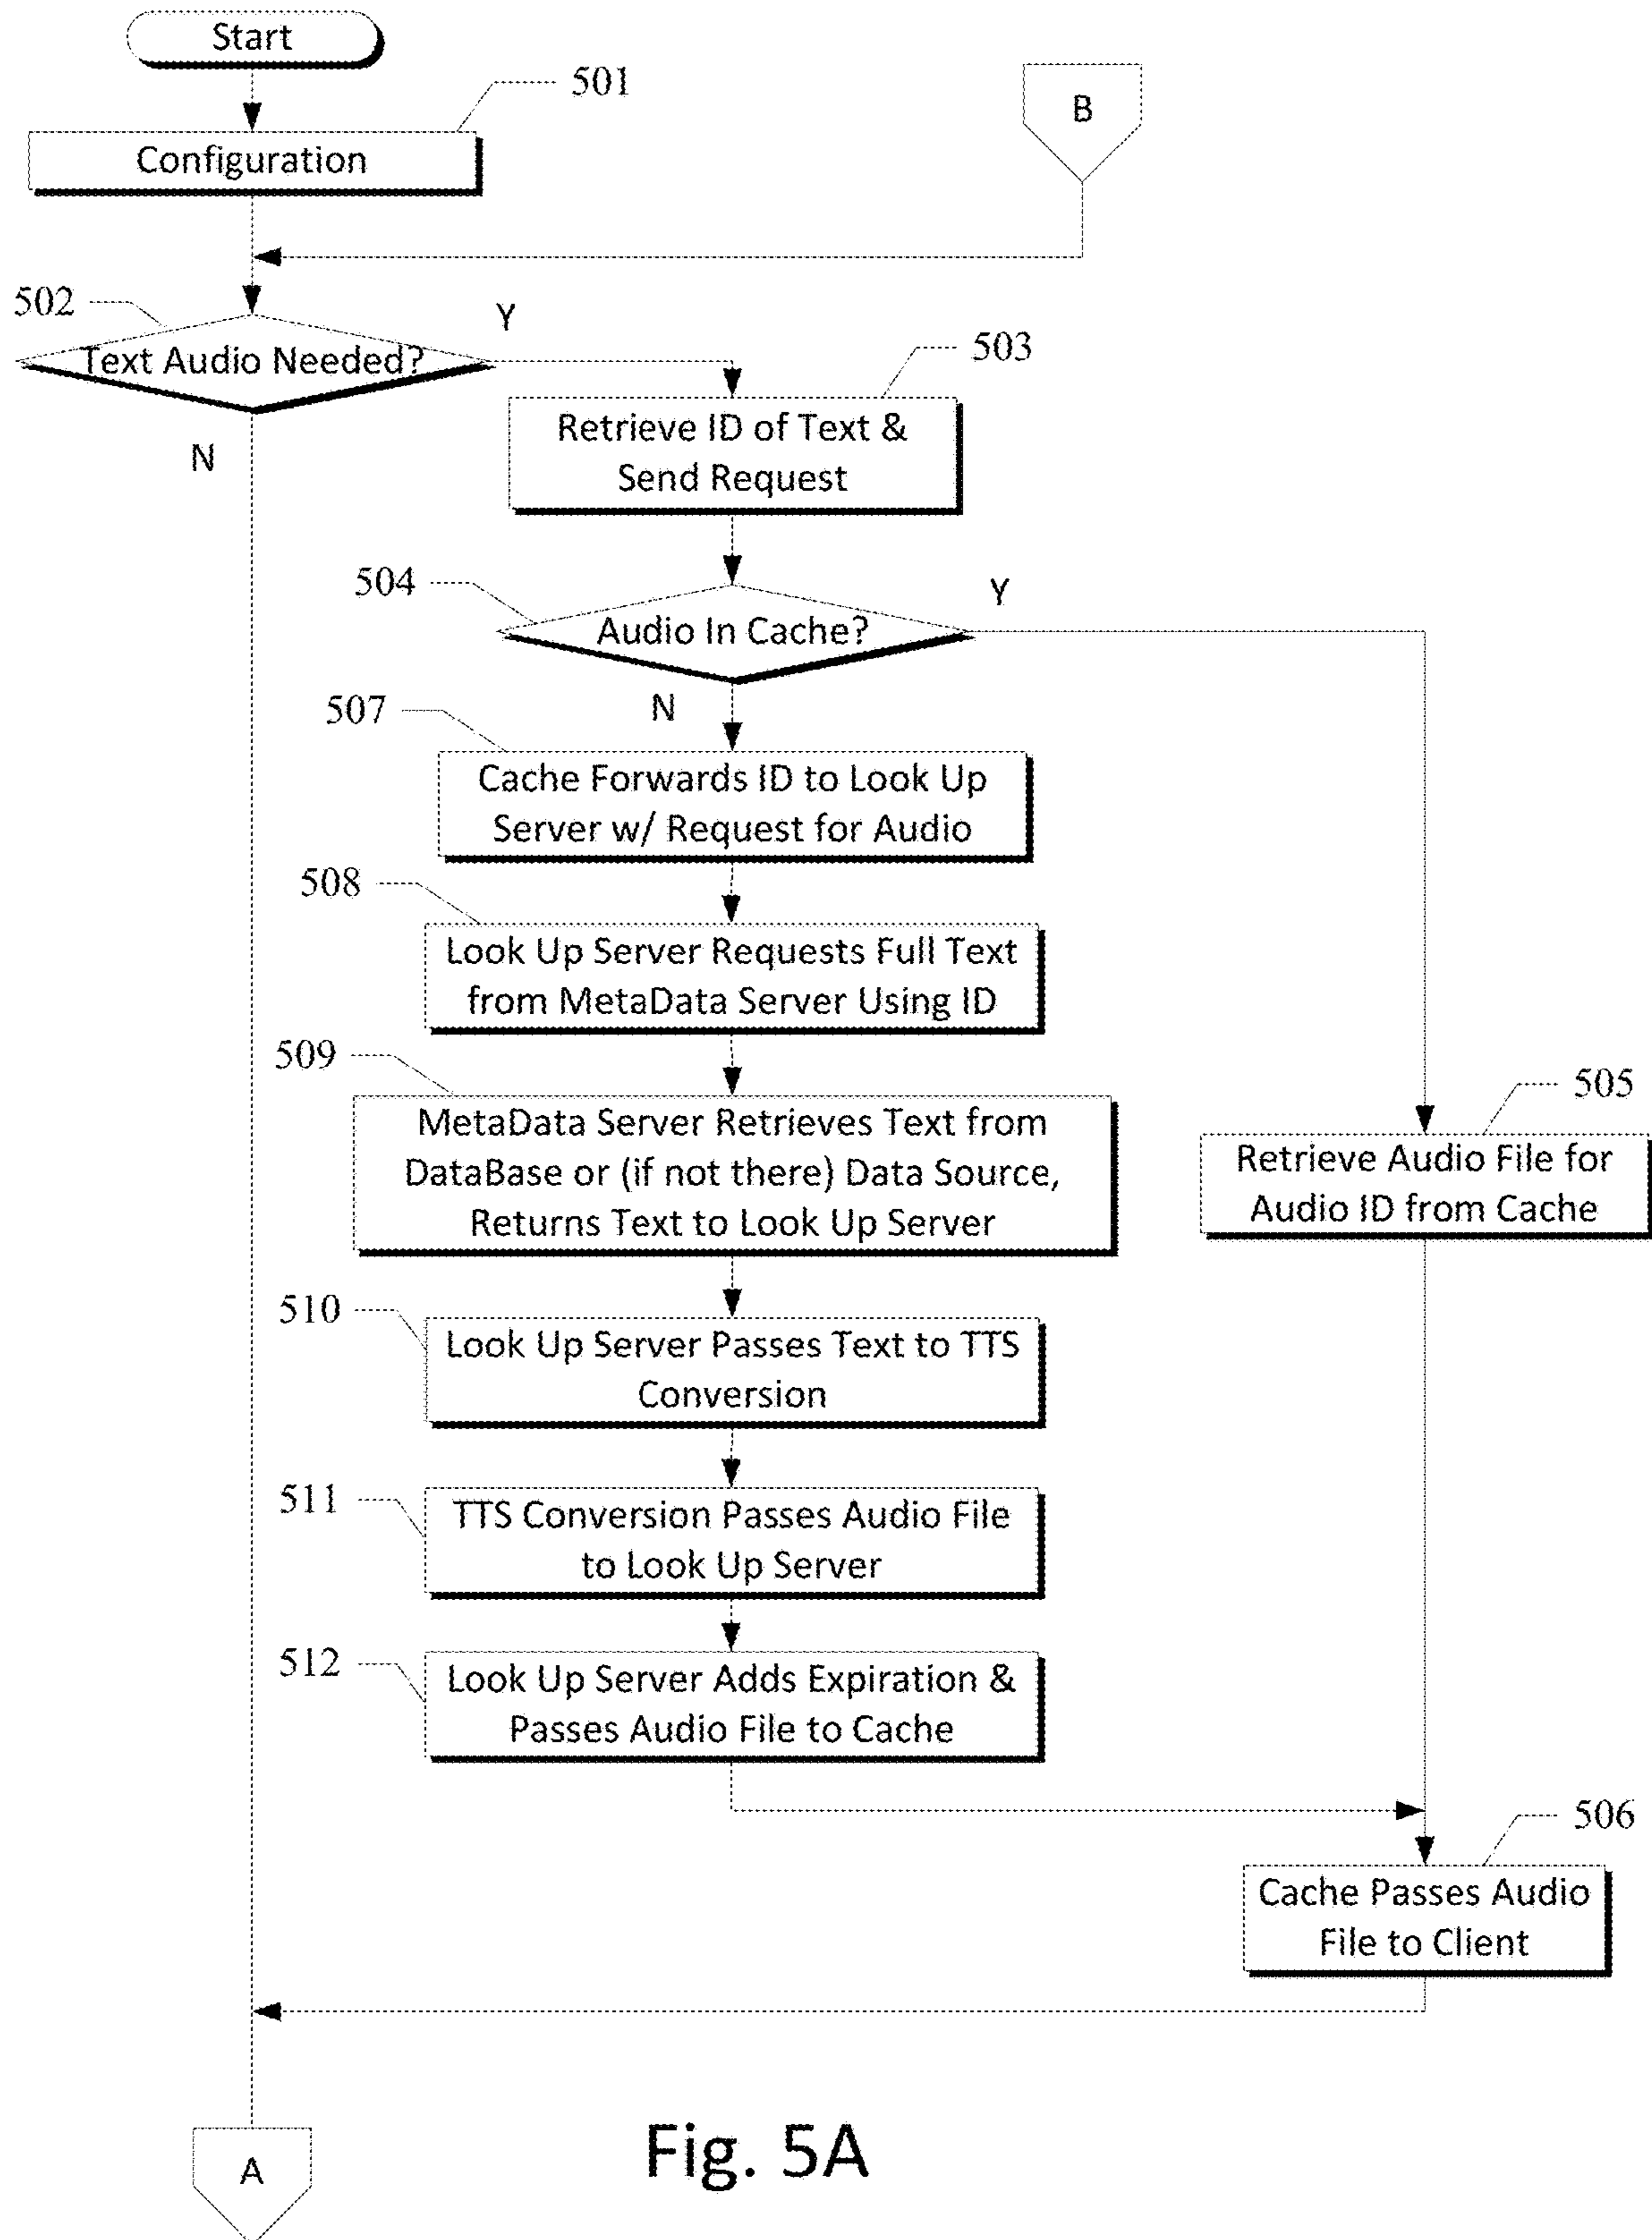 Start
501
Configuration
B
502
Y
Text Audio Needed?
503
N
Retrieve ID of Text &
Send Request
504
Y
Audio In Cache?
N
507
Cache Forwards ID to Look Up
Server w/ Request for Audio
508
Look Up Server Requests Full Text
from MetaData Server Using ID
509
MetaData Server Retrieves Text from
DataBase or (if not there) Data Source,
Returns Text to Look Up Server
505
Retrieve Audio File for
Audio ID from Cache
510
Look Up Server Passes Text to TTS
Conversion
511
TTS Conversion Passes Audio File
to Look Up Server
512
Look Up Server Adds Expiration &
Passes Audio File to Cache
506
Cache Passes Audio
File to Client
A
Fig. 5A